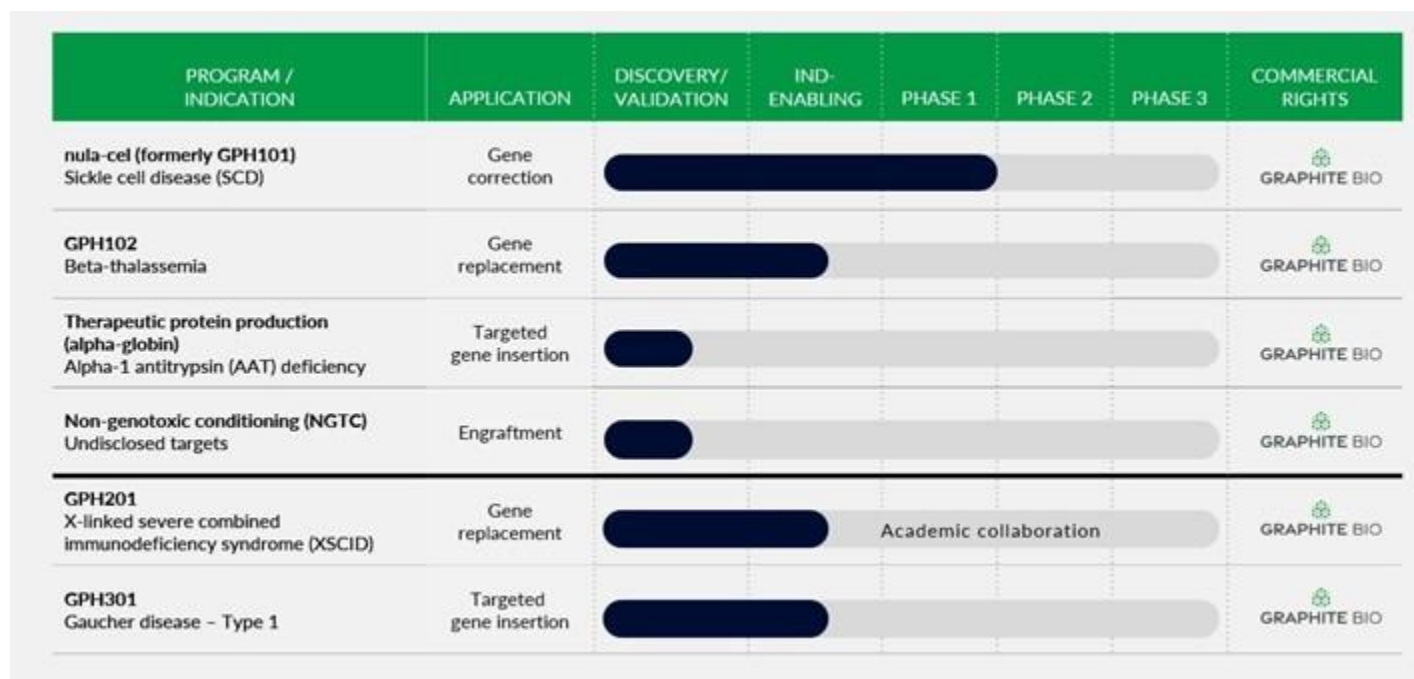 PROGRAM /
INDICATION
APPLICATION
DISCOVERY/
VALIDATION
IND-
ENABLING
PHASE 1
PHASE 2
PHASE 3
COMMERCIAL
RIGHTS
nula-cel (formerly GPH101)
Sickle cell disease (SCD)
Gene
correction
GRAPHITE BIO
GPH102
Beta-thalassemia
Gene
replacement
GRAPHITE BIO
Therapeutic protein production
(alpha-globin)
Alpha-1 antitrypsin (AAT) deficiency
Targeted
gene insertion
GRAPHITE BIO
Non-genotoxic conditioning (NGTC)
Undisclosed targets
Engraftment
GRAPHITE BIO
GPH201
X-linked severe combined
immunodeficiency syndrome (XSCID)
Gene
replacement
Academic collaboration
GRAPHITE BIO
GPH301
Gaucher disease – Type 1
Targeted
gene insertion
GRAPHITE BIO